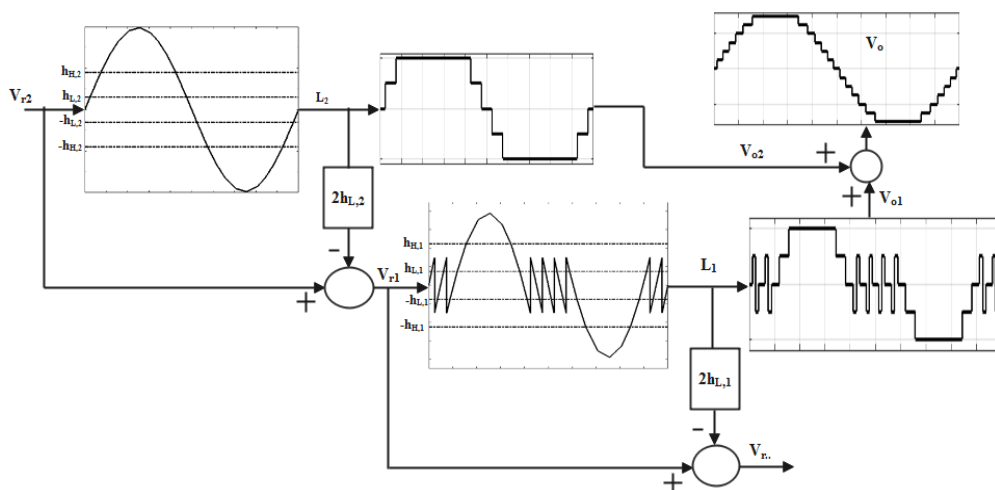 V_r2
h_H,2
h_L,2
-h_L,2
-h_H,2
L_2
2h_L,2
+
−
V_r1
h_H,1
h_L,1
-h_L,1
-h_H,1
L_1
2h_L,1
+
−
V_r..
V_o2
+
+
V_o1
V_o